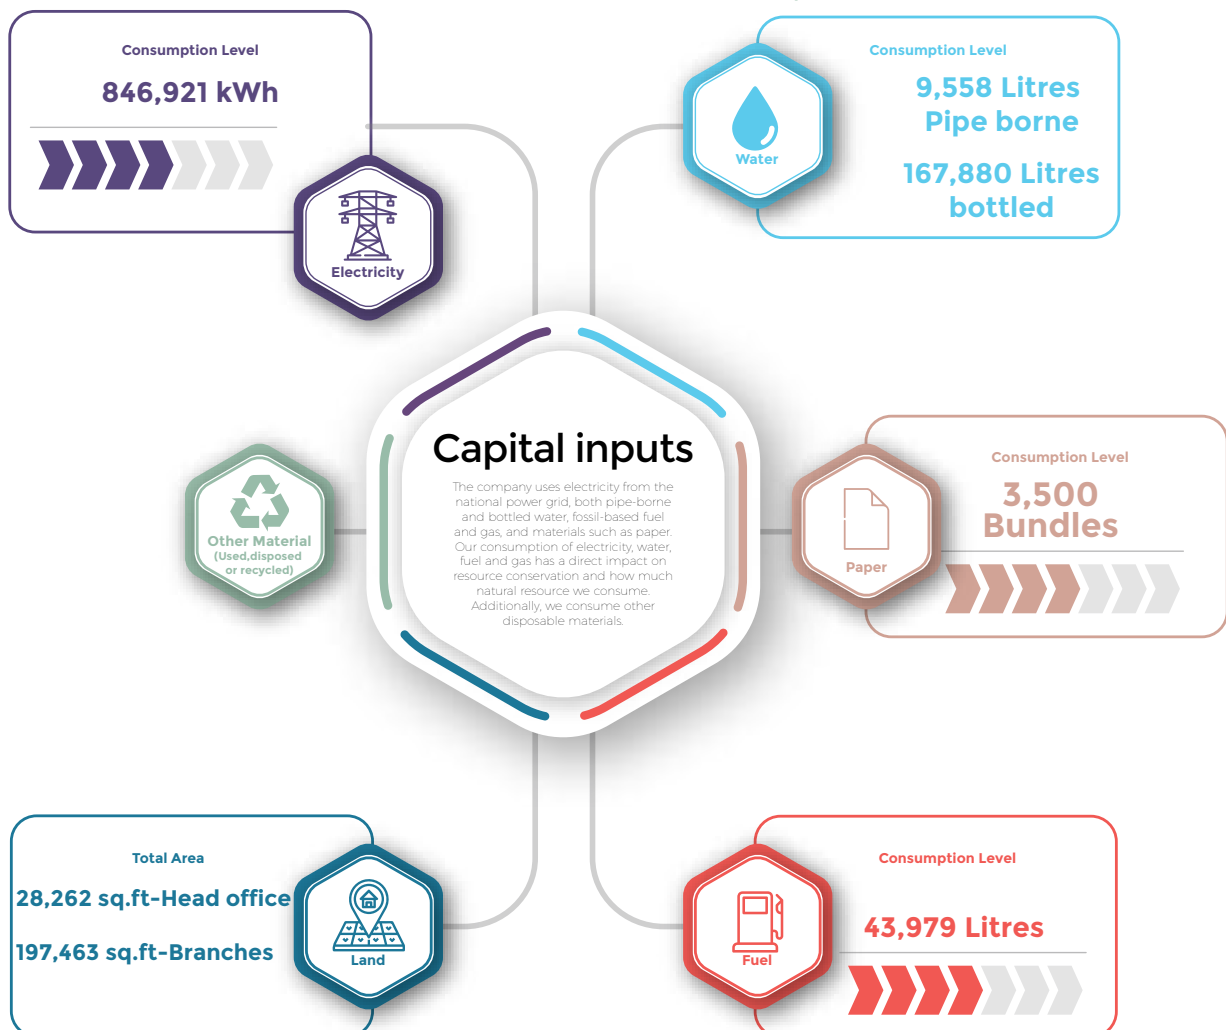 Consumption Level
846,921 kWh
Electricity
Consumption Level
9,558 Litres
Pipe borne
167,880 Litres
bottled
Water
Capital inputs
The company uses electricity from the
national power grid, both pipe-borne
and bottled water, fossil-based fuel
and gas, and materials such as paper.
Our consumption of electricity, water,
fuel and gas has a direct impact on
resource conservation and how much
natural resource we consume.
Additionally, we consume other
disposable materials.
Other Material
(Used,disposed
or recycled)
Consumption Level
3,500
Bundles
Paper
Total Area
28,262 sq.ft-Head office
197,463 sq.ft-Branches
Land
Consumption Level
43,979 Litres
Fuel